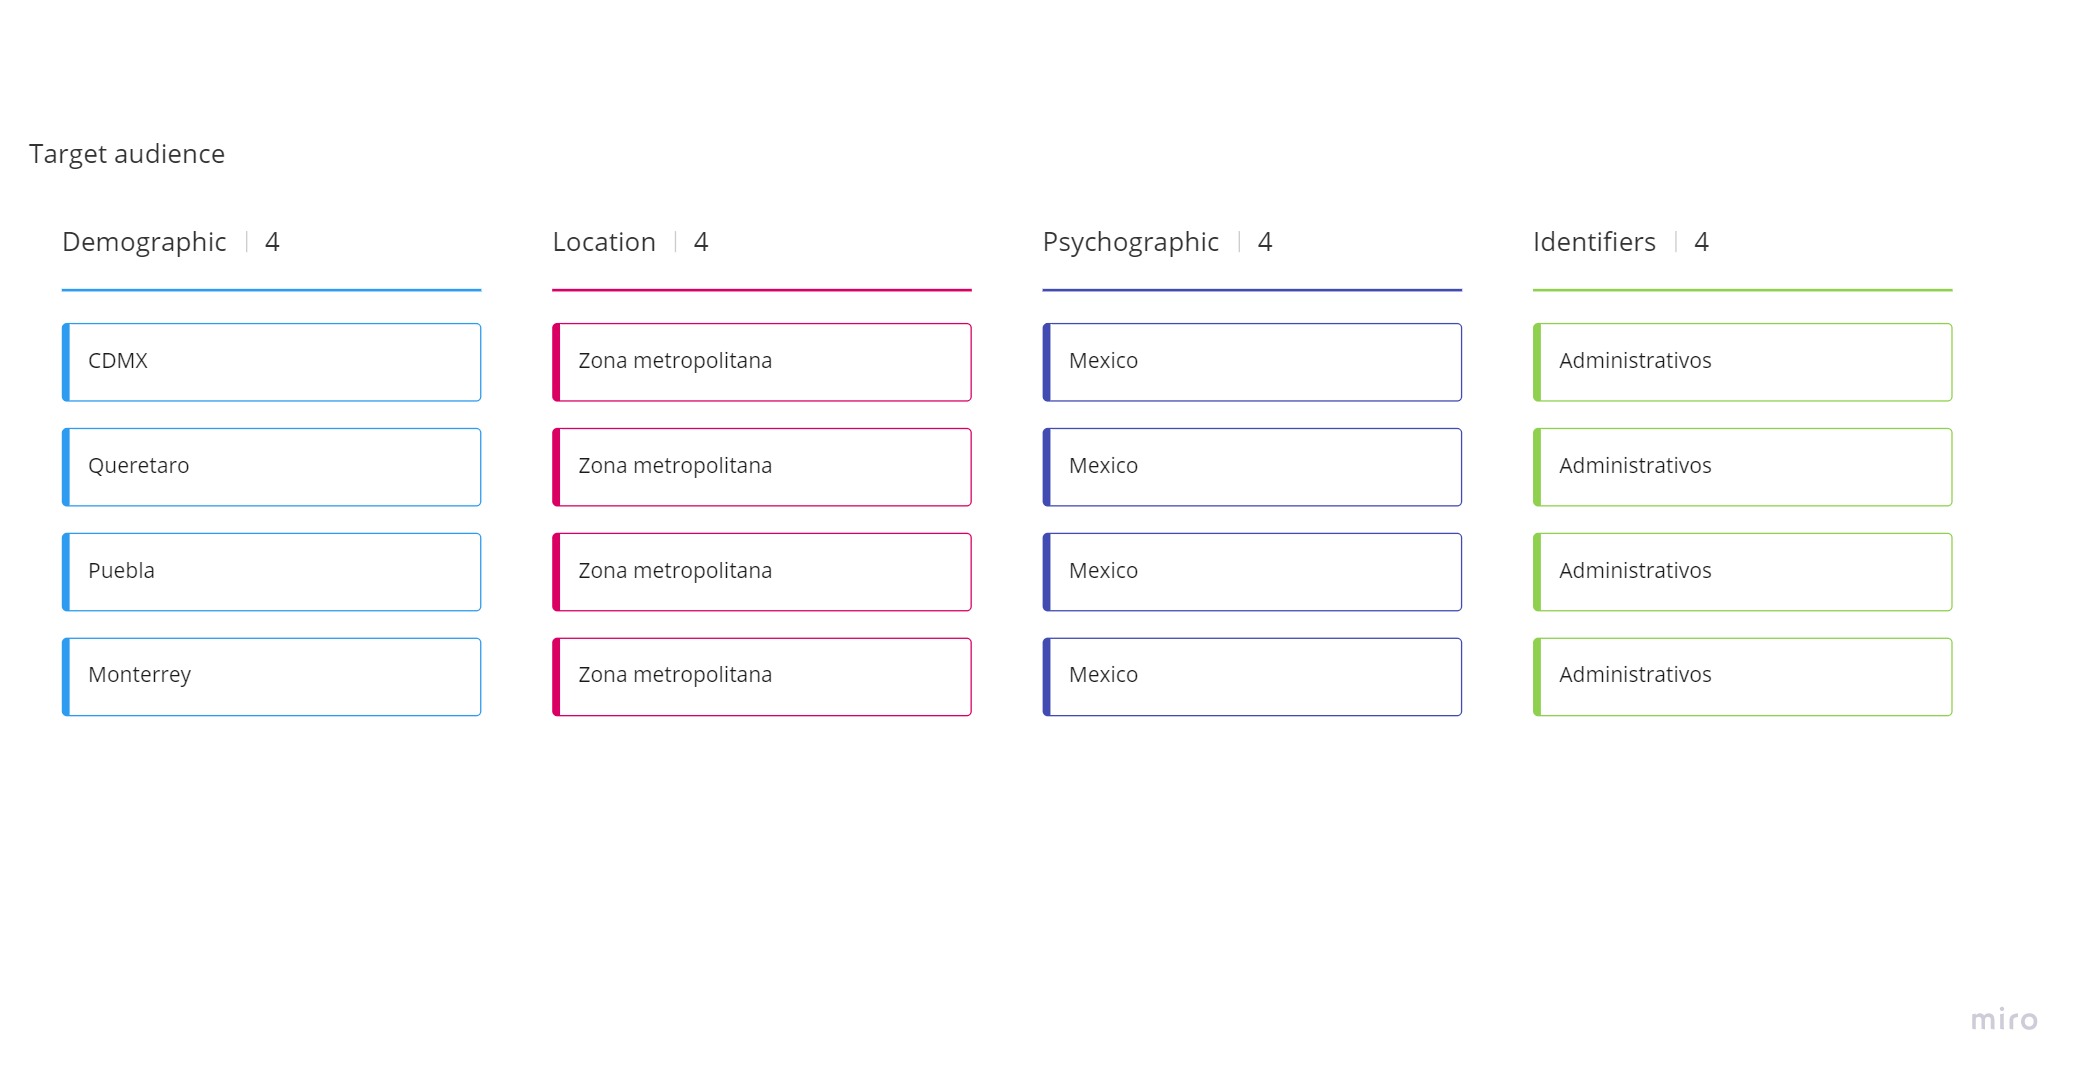 Target audience
Demographic | 4
CDMX
Queretaro
Puebla
Monterrey
Location | 4
Zona metropolitana
Zona metropolitana
Zona metropolitana
Zona metropolitana
Psychographic | 4
Mexico
Mexico
Mexico
Mexico
Identifiers | 4
Administrativos
Administrativos
Administrativos
Administrativos
miro